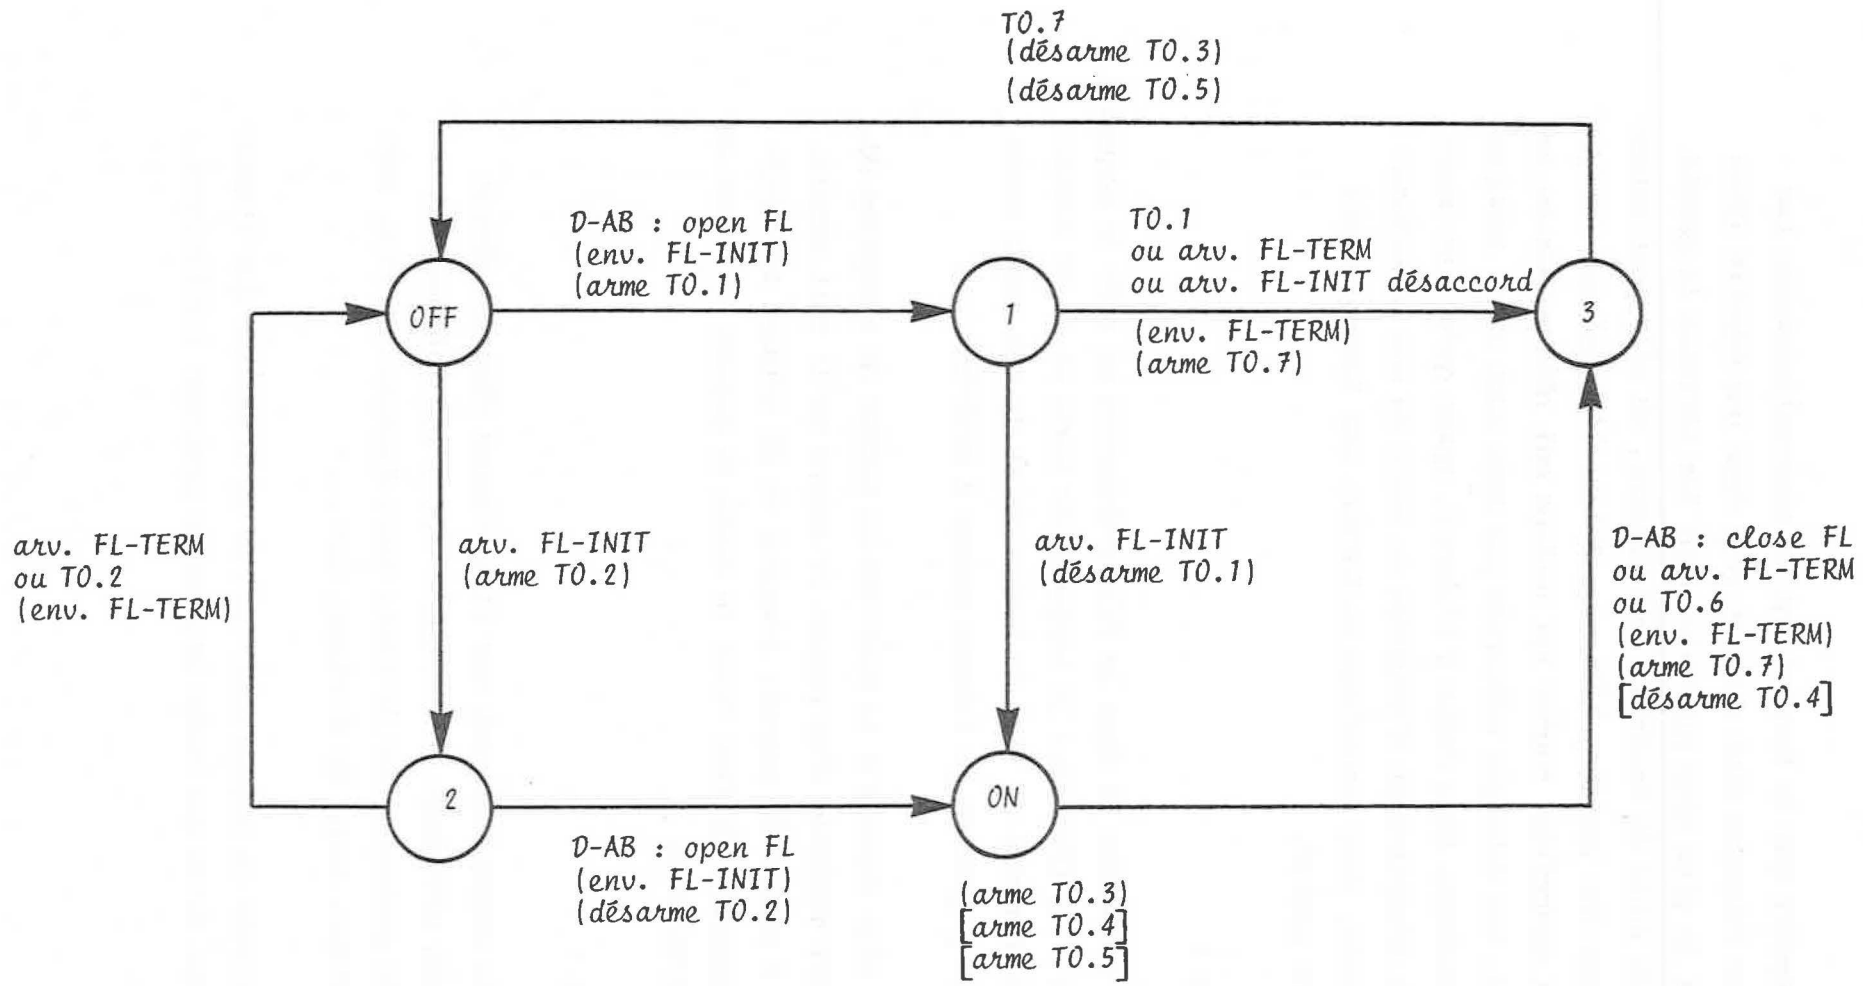 TO.7
(désarme TO.3)
(désarme TO.5)
D-AB : open FL
(env. FL-INIT)
(arme TO.1)
TO.1
ou arv. FL-TERM
ou arv. FL-INIT désaccord
(env. FL-TERM)
(arme TO.7)
OFF
1
3
arv. FL-TERM
ou TO.2
(env. FL-TERM)
arv. FL-INIT
(arme TO.2)
arv. FL-INIT
(désarme TO.1)
D-AB : close FL
ou arv. FL-TERM
ou TO.6
(env. FL-TERM)
(arme TO.7)
[désarme TO.4]
2
ON
D-AB : open FL
(env. FL-INIT)
(désarme TO.2)
(arme TO.3)
[arme TO.4]
[arme TO.5]